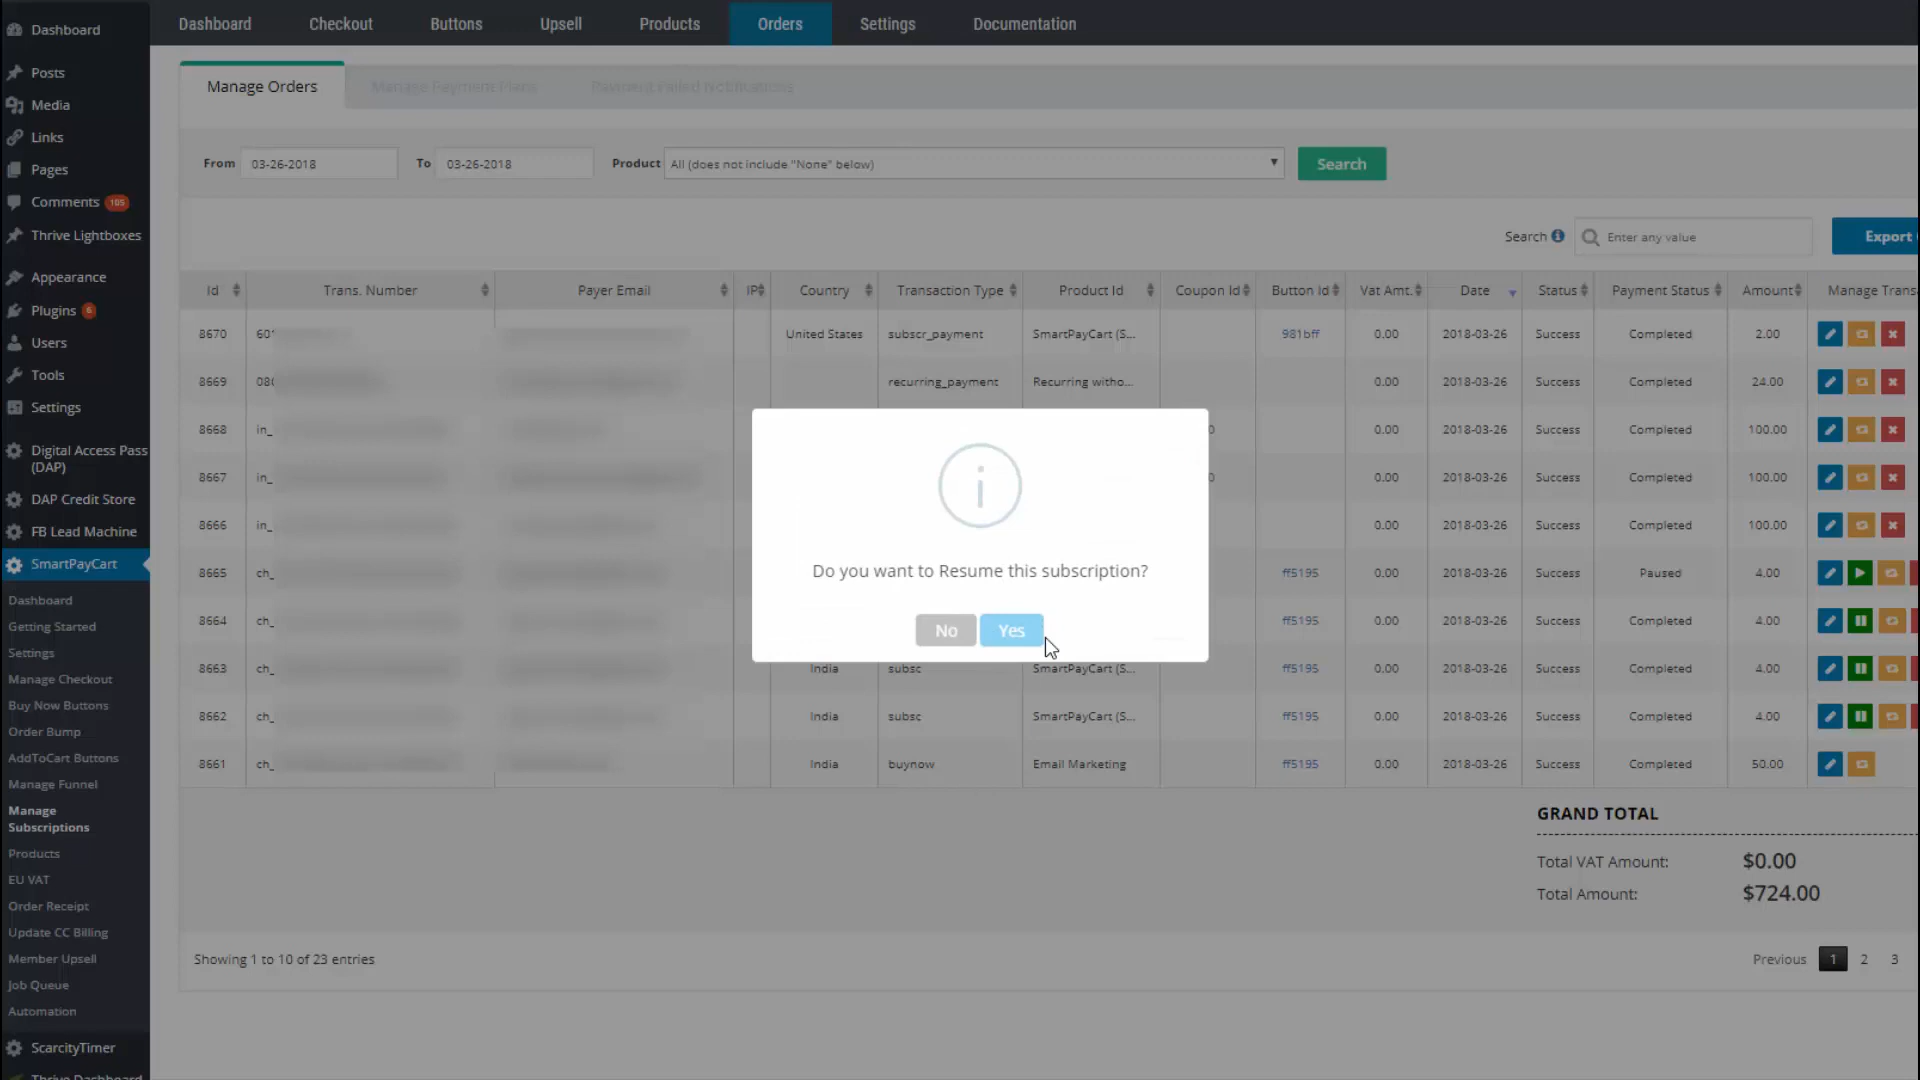 Dashboard Checkout Buttons Upsell Products Orders Settings Documentation
Dashboard
Posts
Media
Links
Pages
Comments 105
Thrive Lightboxes
Appearance
Plugins 6
Users
Tools
Settings
Digital Access Pass
(DAP)
DAP Credit Store
FB Lead Machine
SmartPayCart
Dashboard
Getting Started
Settings
Manage Checkout
Buy Now Buttons
Order Bump
AddToCart Buttons
Manage Funnel
Manage
Subscriptions
Products
EU VAT
Order Receipt
Update CC Billing
Member Upsell
Job Queue
Automation
ScarcityTimer
Thrive Dashboard
Manage Orders Manage Payment Plans Payment Failed Notifications
From 03-26-2018 To 03-26-2018 Product All (does not include "None" below) Search
Search Enter any value Export
Id Trans. Number Payer Email IP Country Transaction Type Product Id Coupon Id Button Id Vat Amt. Date Status Payment Status Amount Manage Transa
8670 60 United States subscr_payment SmartPayCart (S... 981bff 0.00 2018-03-26 Success Completed 2.00
8669 08 recurring_payment Recurring witho... 0.00 2018-03-26 Success Completed 24.00
8668 in_ 0 0.00 2018-03-26 Success Completed 100.00
8667 in_ 0 0.00 2018-03-26 Success Completed 100.00
8666 in_ 0.00 2018-03-26 Success Completed 100.00
8665 ch_ ff5195 0.00 2018-03-26 Success Paused 4.00
8664 ch_ ff5195 0.00 2018-03-26 Success Completed 4.00
8663 ch_ India subsc SmartPayCart (S... ff5195 0.00 2018-03-26 Success Completed 4.00
8662 ch_ India subsc SmartPayCart (S... ff5195 0.00 2018-03-26 Success Completed 4.00
8661 ch_ India buynow Email Marketing ff5195 0.00 2018-03-26 Success Completed 50.00
Do you want to Resume this subscription?
No Yes
GRAND TOTAL
Total VAT Amount: $0.00
Total Amount: $724.00
Showing 1 to 10 of 23 entries
Previous 1 2 3